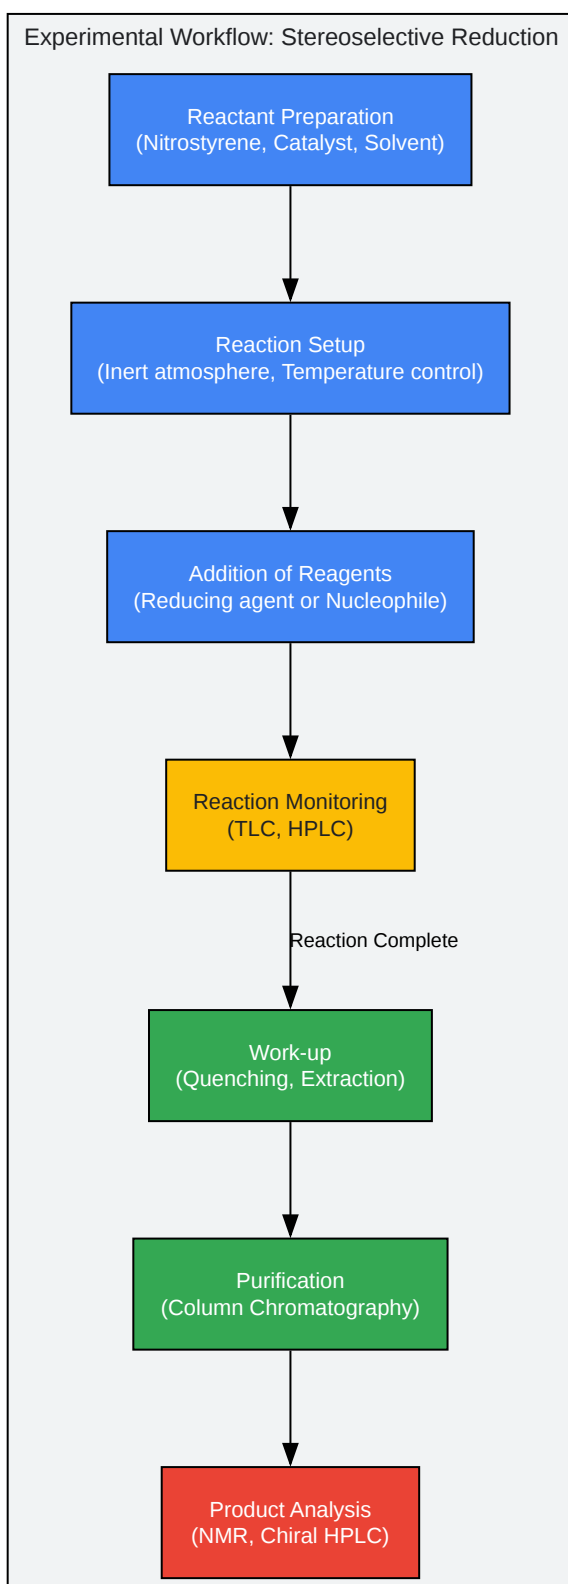 Experimental Workflow: Stereoselective Reduction
Reactant Preparation
(Nitrostyrene, Catalyst, Solvent)
Reaction Setup
(Inert atmosphere, Temperature control)
Addition of Reagents
(Reducing agent or Nucleophile)
Reaction Monitoring
(TLC, HPLC)
Reaction Complete
Work-up
(Quenching, Extraction)
Purification
(Column Chromatography)
Product Analysis
(NMR, Chiral HPLC)